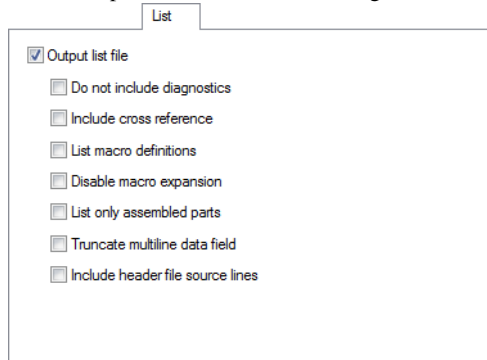 List
Output list file
Do not include diagnostics
Include cross reference
List macro definitions
Disable macro expansion
List only assembled parts
Truncate multiline data field
Include header file source lines